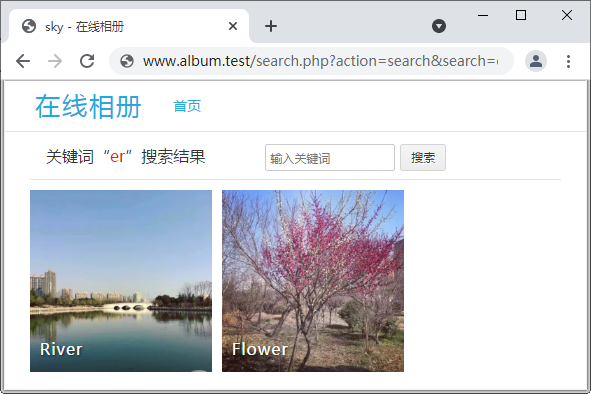 sky - 在线相册
www.album.test/search.php?action=search&search=e
在线相册 首页
关键词“er”搜索结果 输入关键词 搜索
River Flower